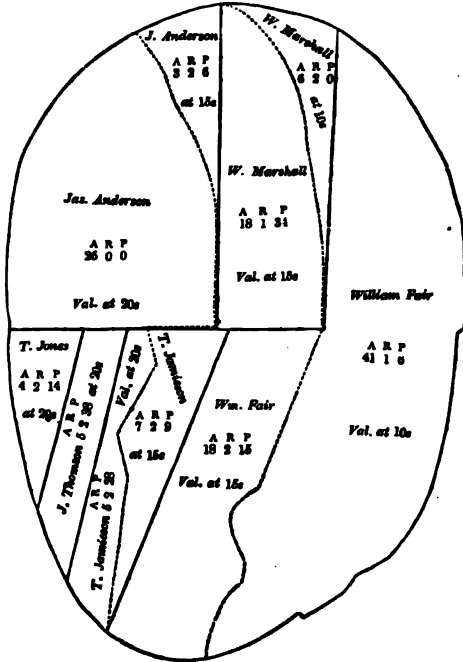 J. Anderson
A R P
3 2 6
at 15s
W. Marshall
A R P
6 2 0
at 10s
Jas. Anderson
A R P
26 0 0
Val. at 20s
W. Marshall
A R P
18 1 34
Val. at 15s
William Fair
A R P
41 1 6
Val. at 10s
T. Jones
A R P
4 2 14
at 20s
A R P
J. Thomson 5 2 38 at 20s
Val. at 20s
A R P
T. Jamieson 5 2 28
T. Jamieson
A R P
7 2 9
at 15s
Wm. Fair
A R P
18 2 15
Val. at 15s